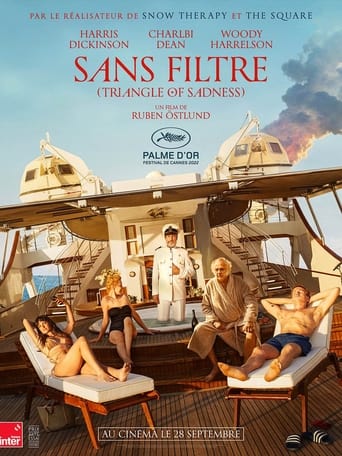 PAR LE RÉALISATEUR DE SNOW THERAPY ET THE SQUARE
HARRIS DICKINSON
CHARLBI DEAN
WOODY HARRELSON
SANS FILTRE
(TRIANGLE OF SADNESS)
UN FILM DE
RUBEN ÖSTLUND
PALME D'OR
FESTIVAL DE CANNES 2022
inter
AU CINÉMA LE 28 SEPTEMBRE